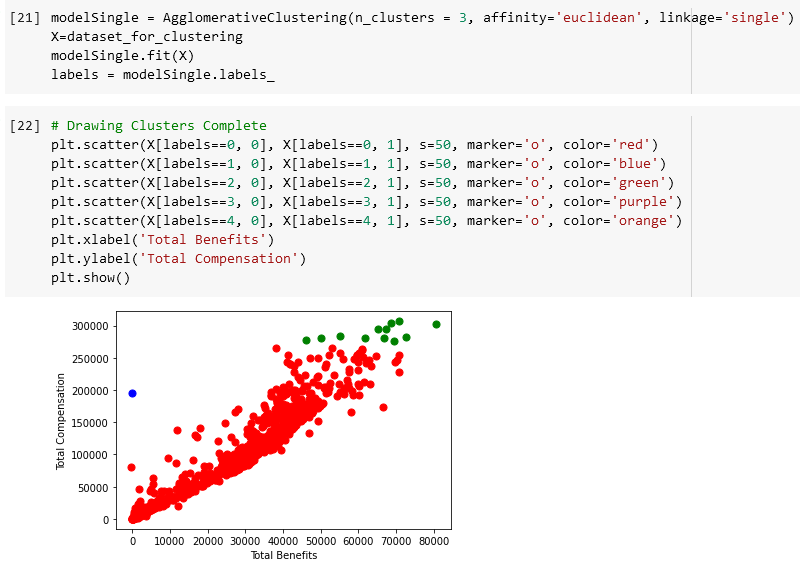 [21] modelSingle = AgglomerativeClustering(n_clusters = 3, affinity='euclidean', linkage='single')
X=dataset_for_clustering
modelSingle.fit(X)
labels = modelSingle.labels_
[22] # Drawing Clusters Complete
plt.scatter(X[labels==0, 0], X[labels==0, 1], s=50, marker='o', color='red')
plt.scatter(X[labels==1, 0], X[labels==1, 1], s=50, marker='o', color='blue')
plt.scatter(X[labels==2, 0], X[labels==2, 1], s=50, marker='o', color='green')
plt.scatter(X[labels==3, 0], X[labels==3, 1], s=50, marker='o', color='purple')
plt.scatter(X[labels==4, 0], X[labels==4, 1], s=50, marker='o', color='orange')
plt.xlabel('Total Benefits')
plt.ylabel('Total Compensation')
plt.show()
300000
250000
200000
150000
100000
50000
0
Total Compensation
0 10000 20000 30000 40000 50000 60000 70000 80000
Total Benefits